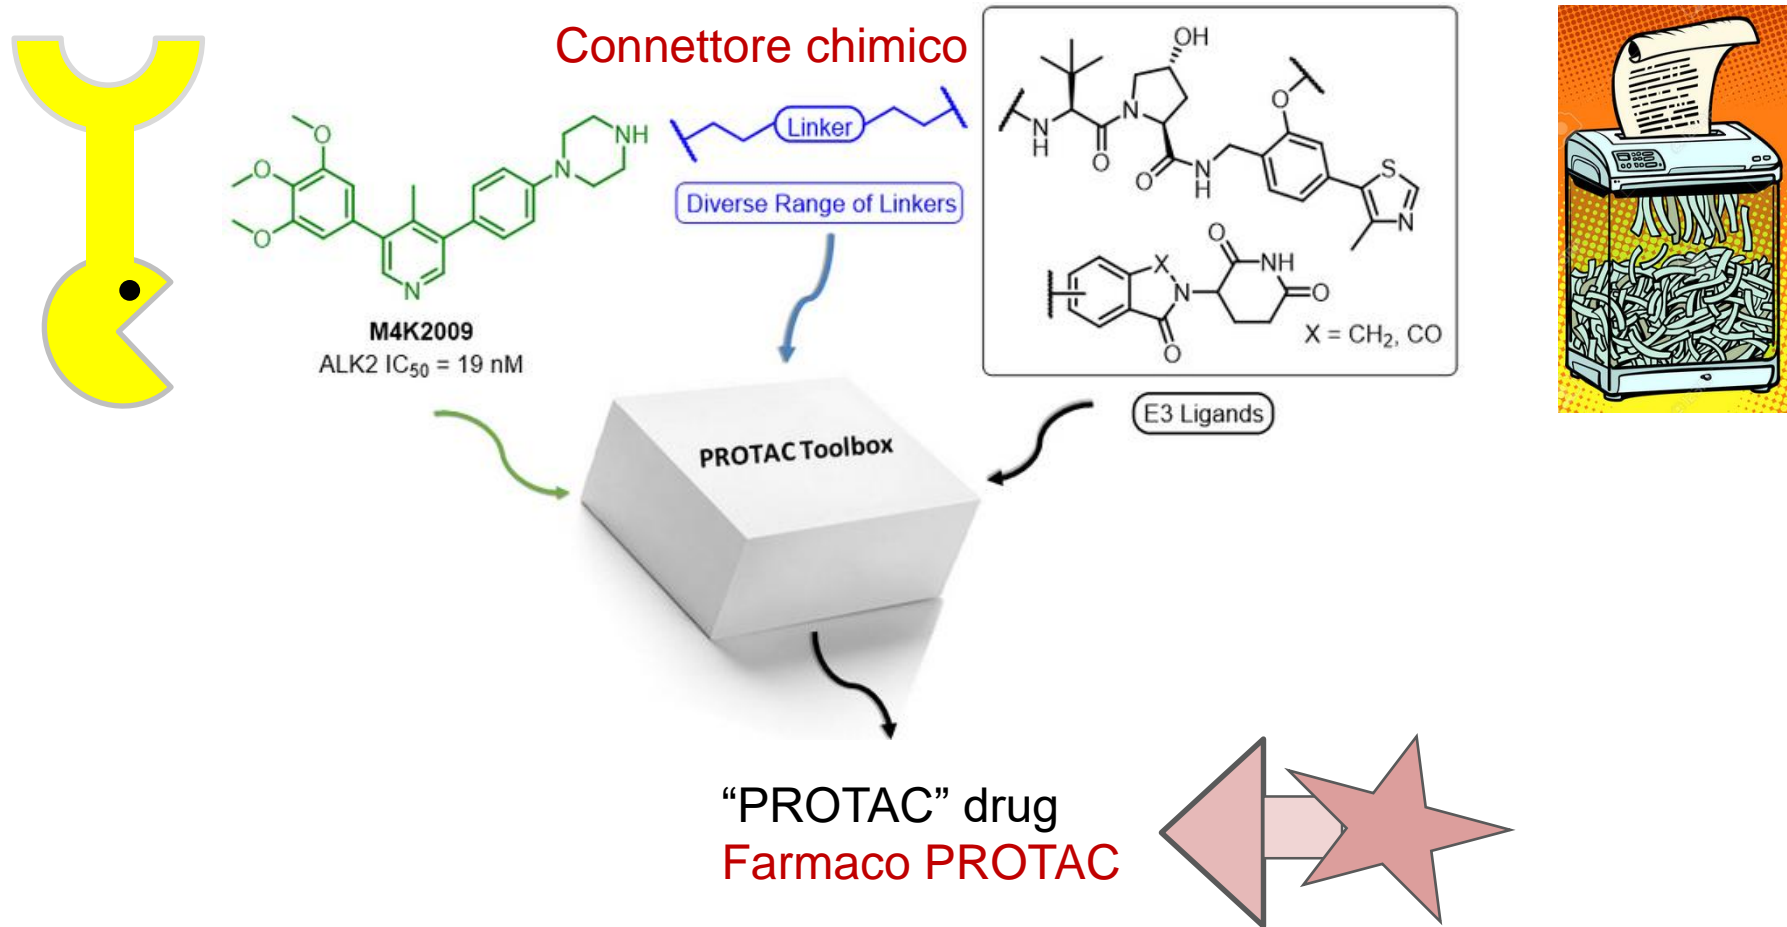 Connettore chimico
Linker
Diverse Range of Linkers
O
O
O
N
N
NH
M4K2009
ALK2 IC₅₀ = 19 nM
OH
O
N
N
H
O
O
N
H
S
N
O
X
N
NH
O
O
O
X = CH₂, CO
E3 Ligands
PROTAC Toolbox
“PROTAC” drug
Farmaco PROTAC